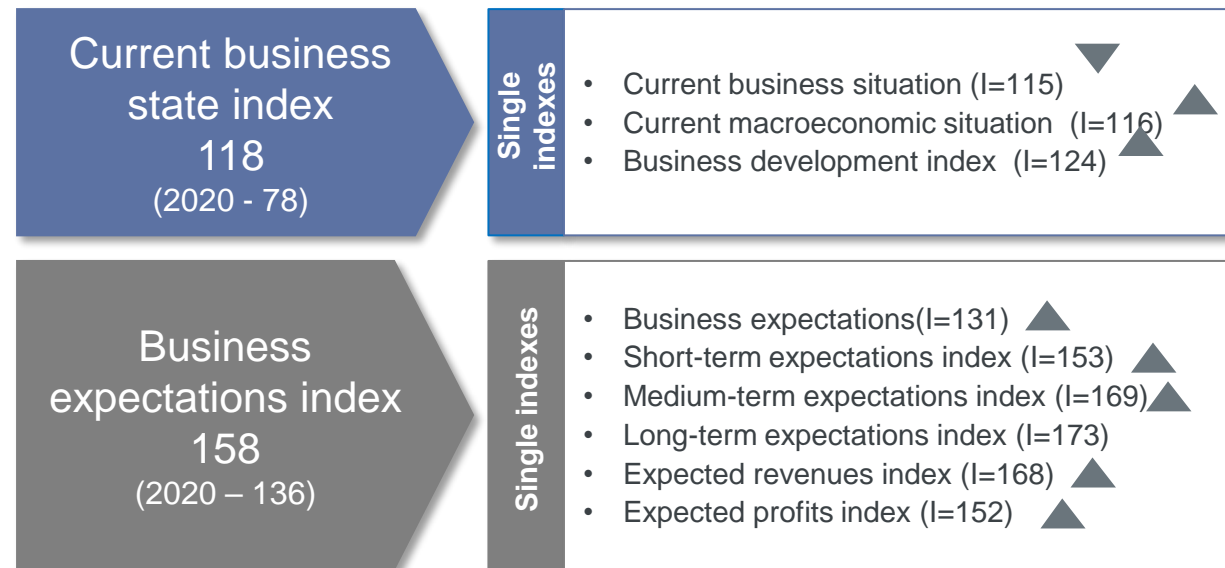 Current business
state index
118
(2020 - 78)
Single
indexes
• Current business situation (I=115)
• Current macroeconomic situation (I=116)
• Business development index (I=124)
Business
expectations index
158
(2020 – 136)
Single indexes
• Business expectations(I=131)
• Short-term expectations index (I=153)
• Medium-term expectations index (I=169)
• Long-term expectations index (I=173)
• Expected revenues index (I=168)
• Expected profits index (I=152)